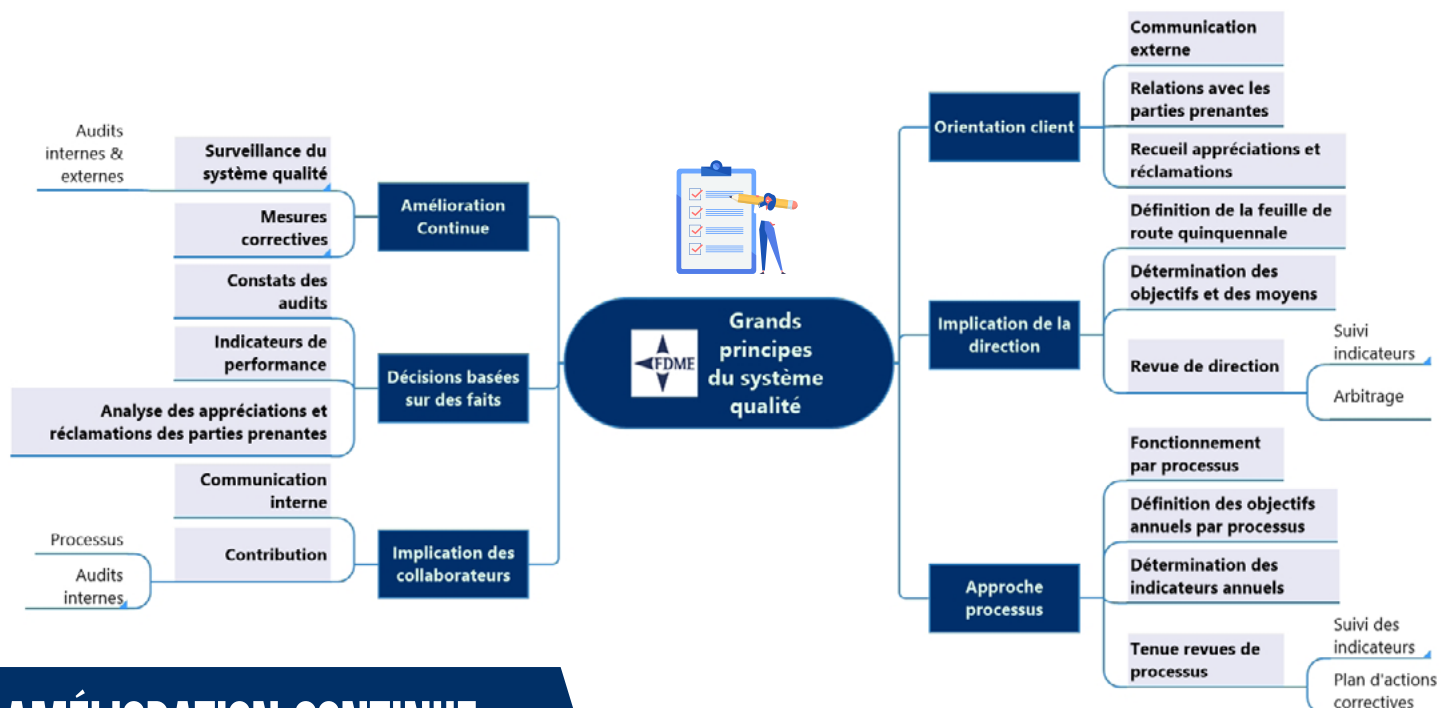 Grands
principes
du système
qualité
FDME
Orientation client
Communication
externe
Relations avec les
parties prenantes
Recueil appréciations et
réclamations
Implication de la
direction
Définition de la feuille de
route quinquennale
Détermination des
objectifs et des moyens
Revue de direction
Suivi
indicateurs
Arbitrage
Approche
processus
Fonctionnement
par processus
Définition des objectifs
annuels par processus
Détermination des
indicateurs annuels
Tenue revues de
processus
Suivi des
indicateurs
Plan d'actions
correctives
Amélioration
Continue
Surveillance du
système qualité
Audits
internes &
externes
Mesures
correctives
Décisions basées
sur des faits
Constats des
audits
Indicateurs de
performance
Analyse des appréciations et
réclamations des parties prenantes
Implication des
collaborateurs
Communication
interne
Contribution
Processus
Audits
internes
AMÉLIORATION CONTINUE